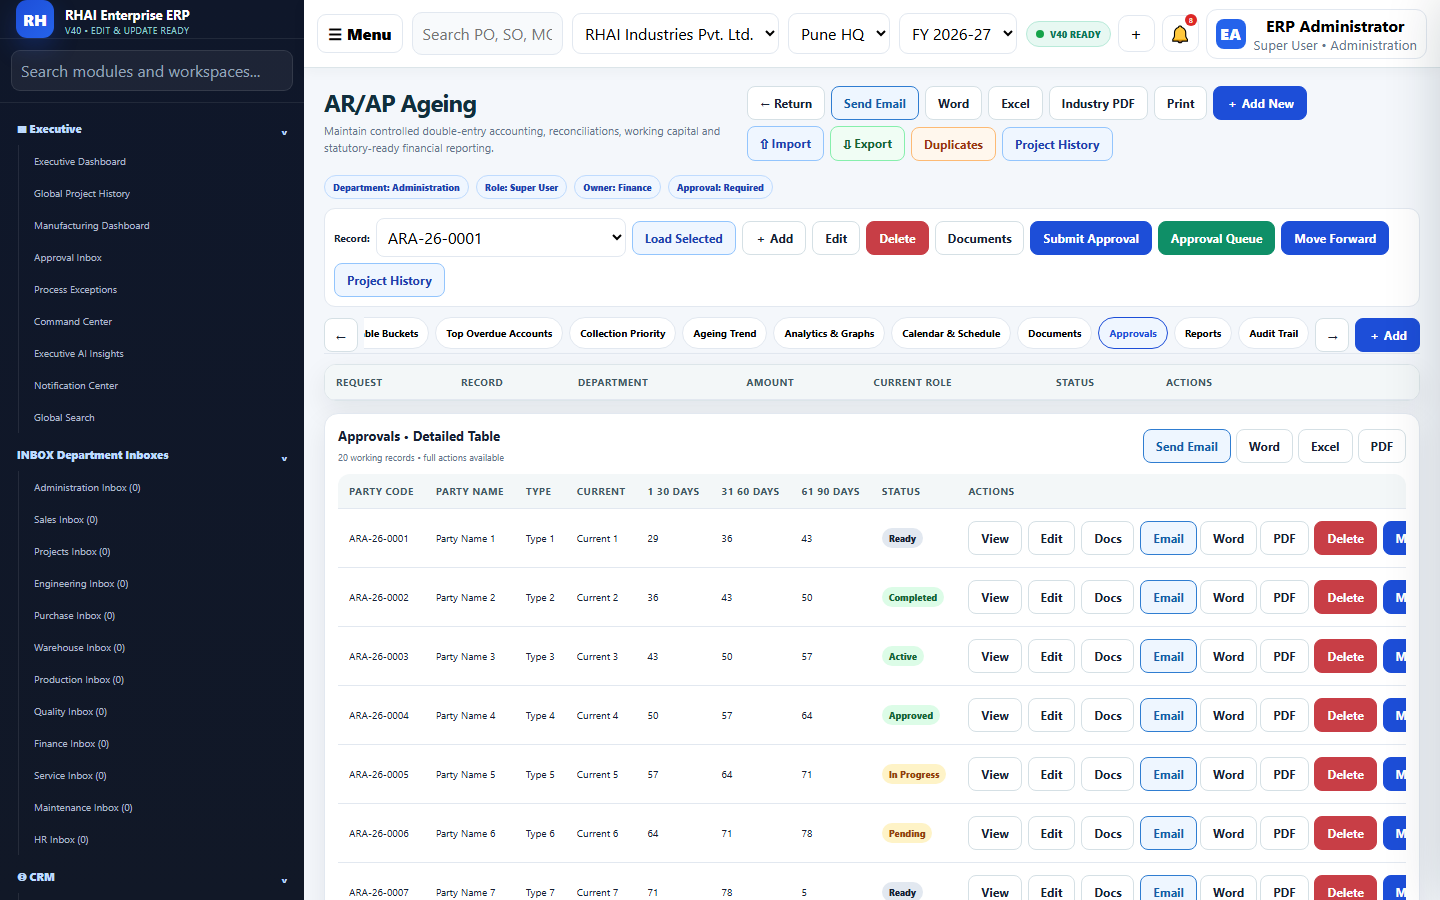 RH
RHAI Enterprise ERP
V40 • EDIT & UPDATE READY
Search modules and workspaces...
Executive
Executive Dashboard
Global Project History
Manufacturing Dashboard
Approval Inbox
Process Exceptions
Command Center
Executive AI Insights
Notification Center
Global Search
INBOX Department Inboxes
Administration Inbox (0)
Sales Inbox (0)
Projects Inbox (0)
Engineering Inbox (0)
Purchase Inbox (0)
Warehouse Inbox (0)
Production Inbox (0)
Quality Inbox (0)
Finance Inbox (0)
Service Inbox (0)
Maintenance Inbox (0)
HR Inbox (0)
CRM
☰ Menu
Search PO, SO, MO
RHAI Industries Pvt. Ltd.
Pune HQ
FY 2026-27
V40 READY
+
8
EA
ERP Administrator
Super User • Administration
AR/AP Ageing
Maintain controlled double-entry accounting, reconciliations, working capital and
statutory-ready financial reporting.
← Return
Send Email
Word
Excel
Industry PDF
Print
+ Add New
⇧ Import
⇩ Export
Duplicates
Project History
Department: Administration
Role: Super User
Owner: Finance
Approval: Required
Record:
ARA-26-0001
Load Selected
+ Add
Edit
Delete
Documents
Submit Approval
Approval Queue
Move Forward
Project History
←
ble Buckets
Top Overdue Accounts
Collection Priority
Ageing Trend
Analytics & Graphs
Calendar & Schedule
Documents
Approvals
Reports
Audit Trail
→
+ Add
REQUEST RECORD DEPARTMENT AMOUNT CURRENT ROLE STATUS ACTIONS
Approvals • Detailed Table
20 working records • full actions available
Send Email
Word
Excel
PDF
PARTY CODE PARTY NAME TYPE CURRENT 1 30 DAYS 31 60 DAYS 61 90 DAYS STATUS ACTIONS
ARA-26-0001 Party Name 1 Type 1 Current 1 29 36 43 Ready View Edit Docs Email Word PDF Delete M
ARA-26-0002 Party Name 2 Type 2 Current 2 36 43 50 Completed View Edit Docs Email Word PDF Delete M
ARA-26-0003 Party Name 3 Type 3 Current 3 43 50 57 Active View Edit Docs Email Word PDF Delete M
ARA-26-0004 Party Name 4 Type 4 Current 4 50 57 64 Approved View Edit Docs Email Word PDF Delete M
ARA-26-0005 Party Name 5 Type 5 Current 5 57 64 71 In Progress View Edit Docs Email Word PDF Delete M
ARA-26-0006 Party Name 6 Type 6 Current 6 64 71 78 Pending View Edit Docs Email Word PDF Delete M
ARA-26-0007 Party Name 7 Type 7 Current 7 71 78 5 Ready View Edit Docs Email Word PDF Delete M